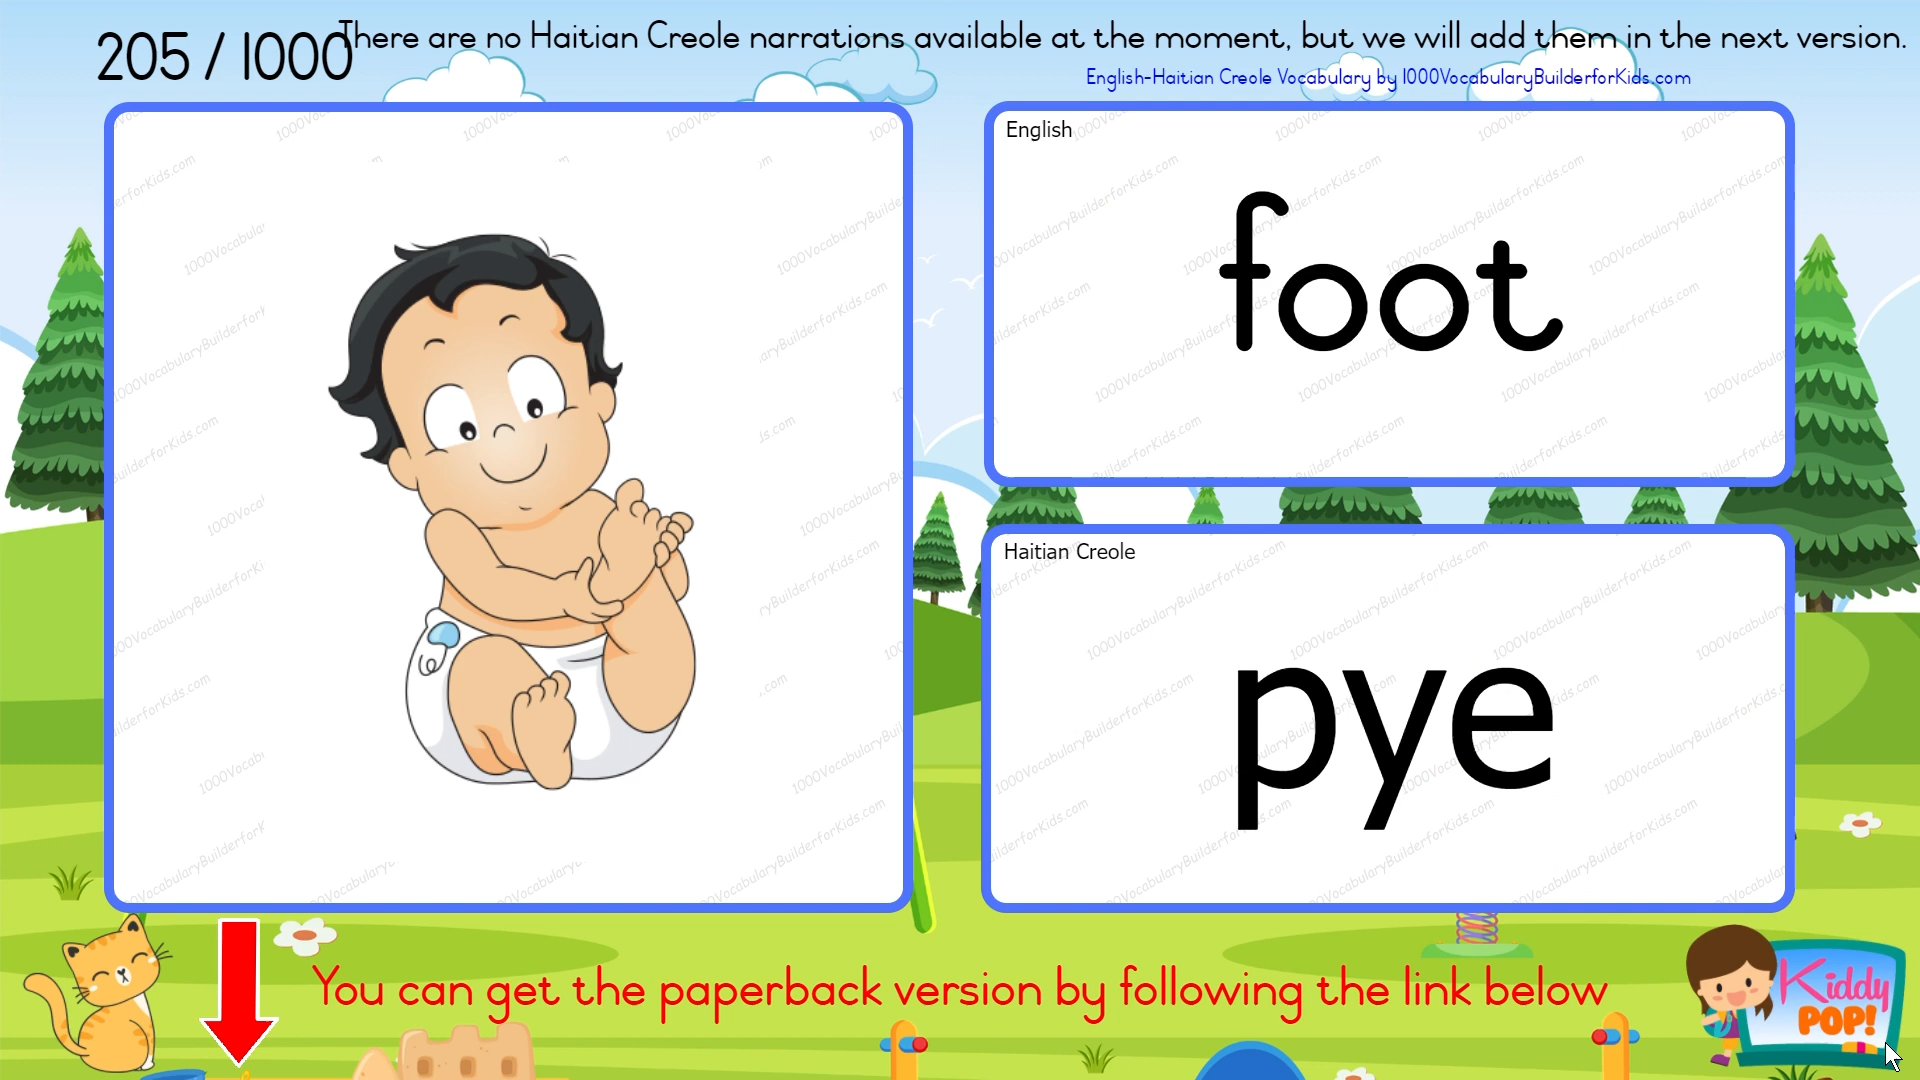 205 / 1000
There are no Haitian Creole narrations available at the moment, but we will add them in the next version.
English-Haitian Creole Vocabulary by 1000VocabularyBuilderforKids.com
English
foot
Haitian Creole
pye
You can get the paperback version by following the link below
Kiddy
POP!
1000VocabularyBuilderforKids.com